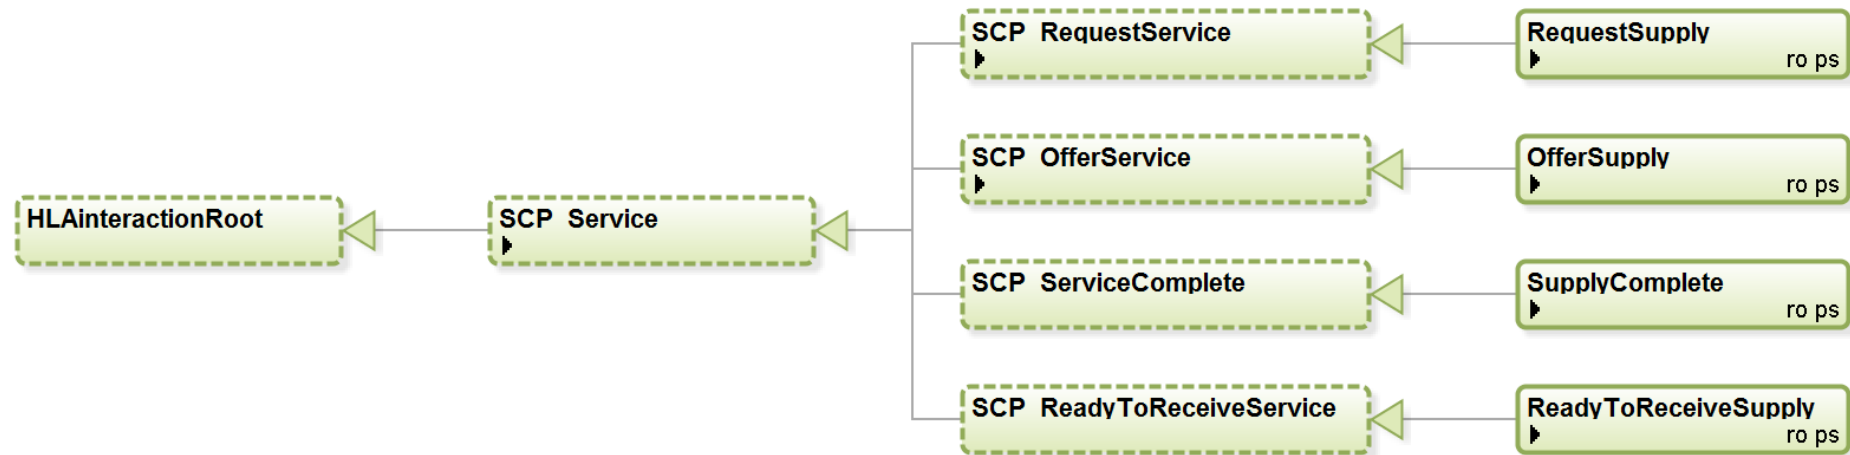 HLAinteractionRoot
SCP Service
SCP RequestService
RequestSupply
ro ps
SCP OfferService
OfferSupply
ro ps
SCP ServiceComplete
SupplyComplete
ro ps
SCP ReadyToReceiveService
ReadyToReceiveSupply
ro ps